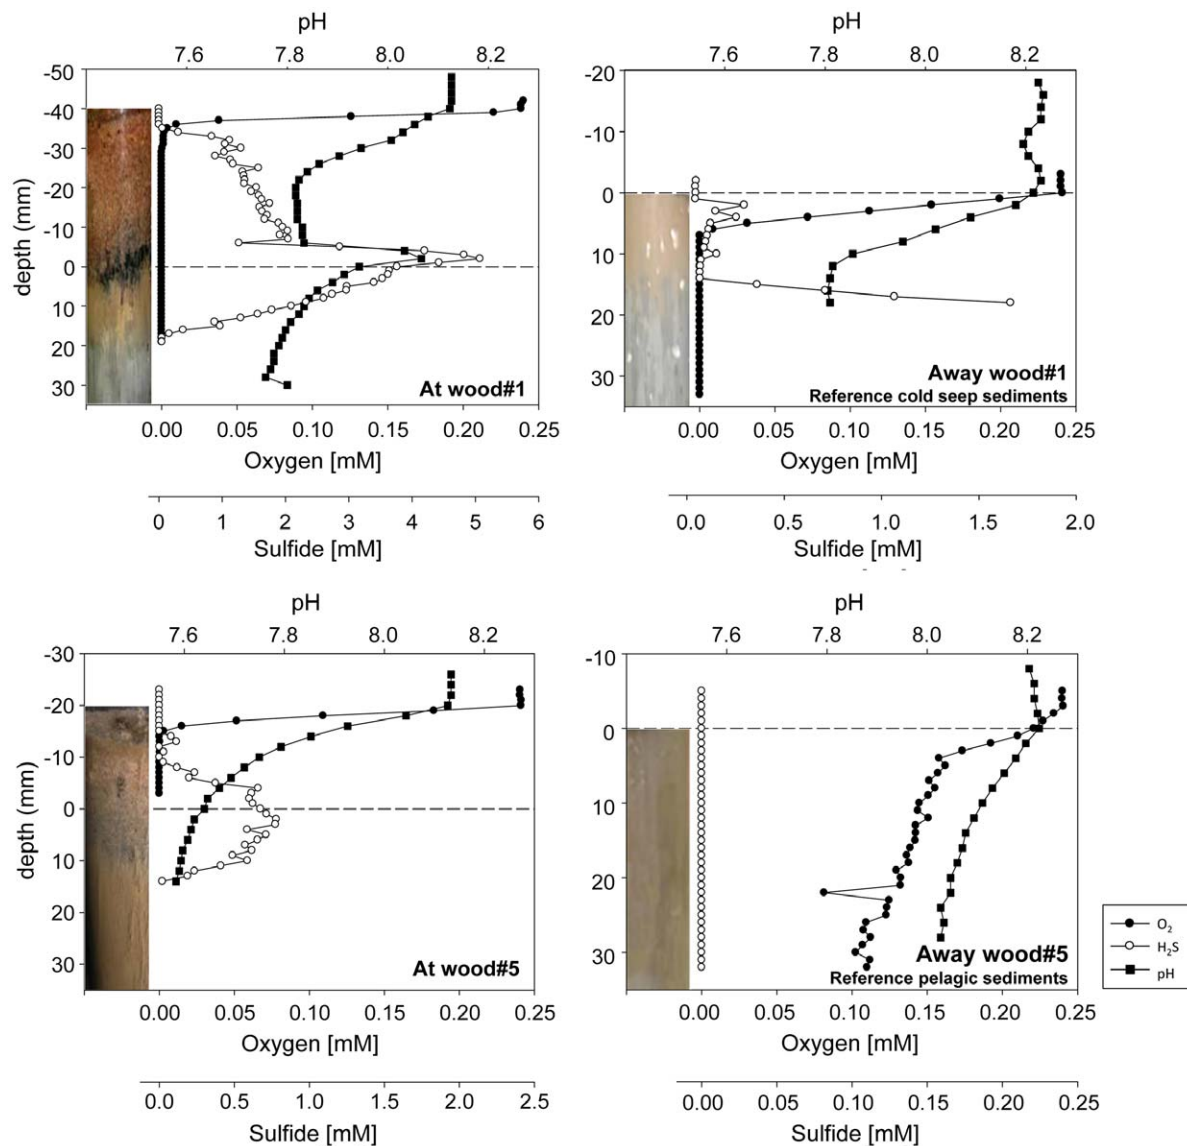 pH
7.6 7.8 8.0 8.2
-50
-40
-30
-20
-10
0
10
20
30
depth (mm)
At wood#1
0.00 0.05 0.10 0.15 0.20 0.25
Oxygen [mM]
0 1 2 3 4 5 6
Sulfide [mM]
pH
7.6 7.8 8.0 8.2
-20
-10
0
10
20
30
Away wood#1
Reference cold seep sediments
0.00 0.05 0.10 0.15 0.20 0.25
Oxygen [mM]
0.0 0.5 1.0 1.5 2.0
Sulfide [mM]
pH
7.6 7.8 8.0 8.2
-30
-20
-10
0
10
20
30
depth (mm)
At wood#5
0.00 0.05 0.10 0.15 0.20 0.25
Oxygen [mM]
0.0 0.5 1.0 1.5 2.0 2.5
Sulfide [mM]
pH
7.6 7.8 8.0 8.2
-10
0
10
20
30
Away wood#5
Reference pelagic sediments
0.00 0.05 0.10 0.15 0.20 0.25
Oxygen [mM]
0.00 0.05 0.10 0.15 0.20 0.25
Sulfide [mM]
O₂
H₂S
pH